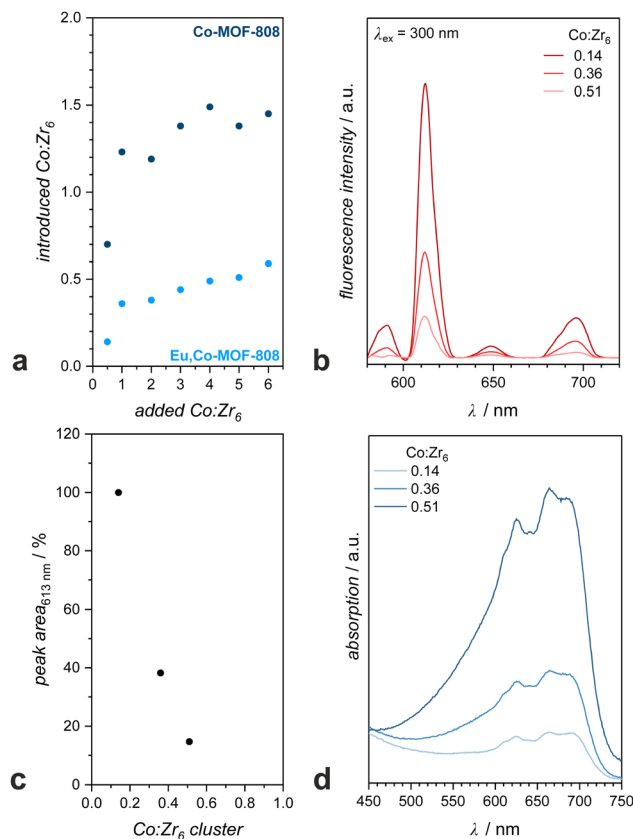 a
introduced Co:Zr₆
2.0
1.5
1.0
0.5
0.0
Co-MOF-808
Eu,Co-MOF-808
0 1 2 3 4 5 6
added Co:Zr₆
b
fluorescence intensity / a.u.
λex = 300 nm
Co:Zr₆
0.14
0.36
0.51
600 650 700
λ / nm
c
peak area613 nm / %
120
100
80
60
40
20
0
0.0 0.2 0.4 0.6 0.8 1.0
Co:Zr₆ cluster
d
absorption / a.u.
Co:Zr₆
0.14
0.36
0.51
450 500 550 600 650 700 750
λ / nm